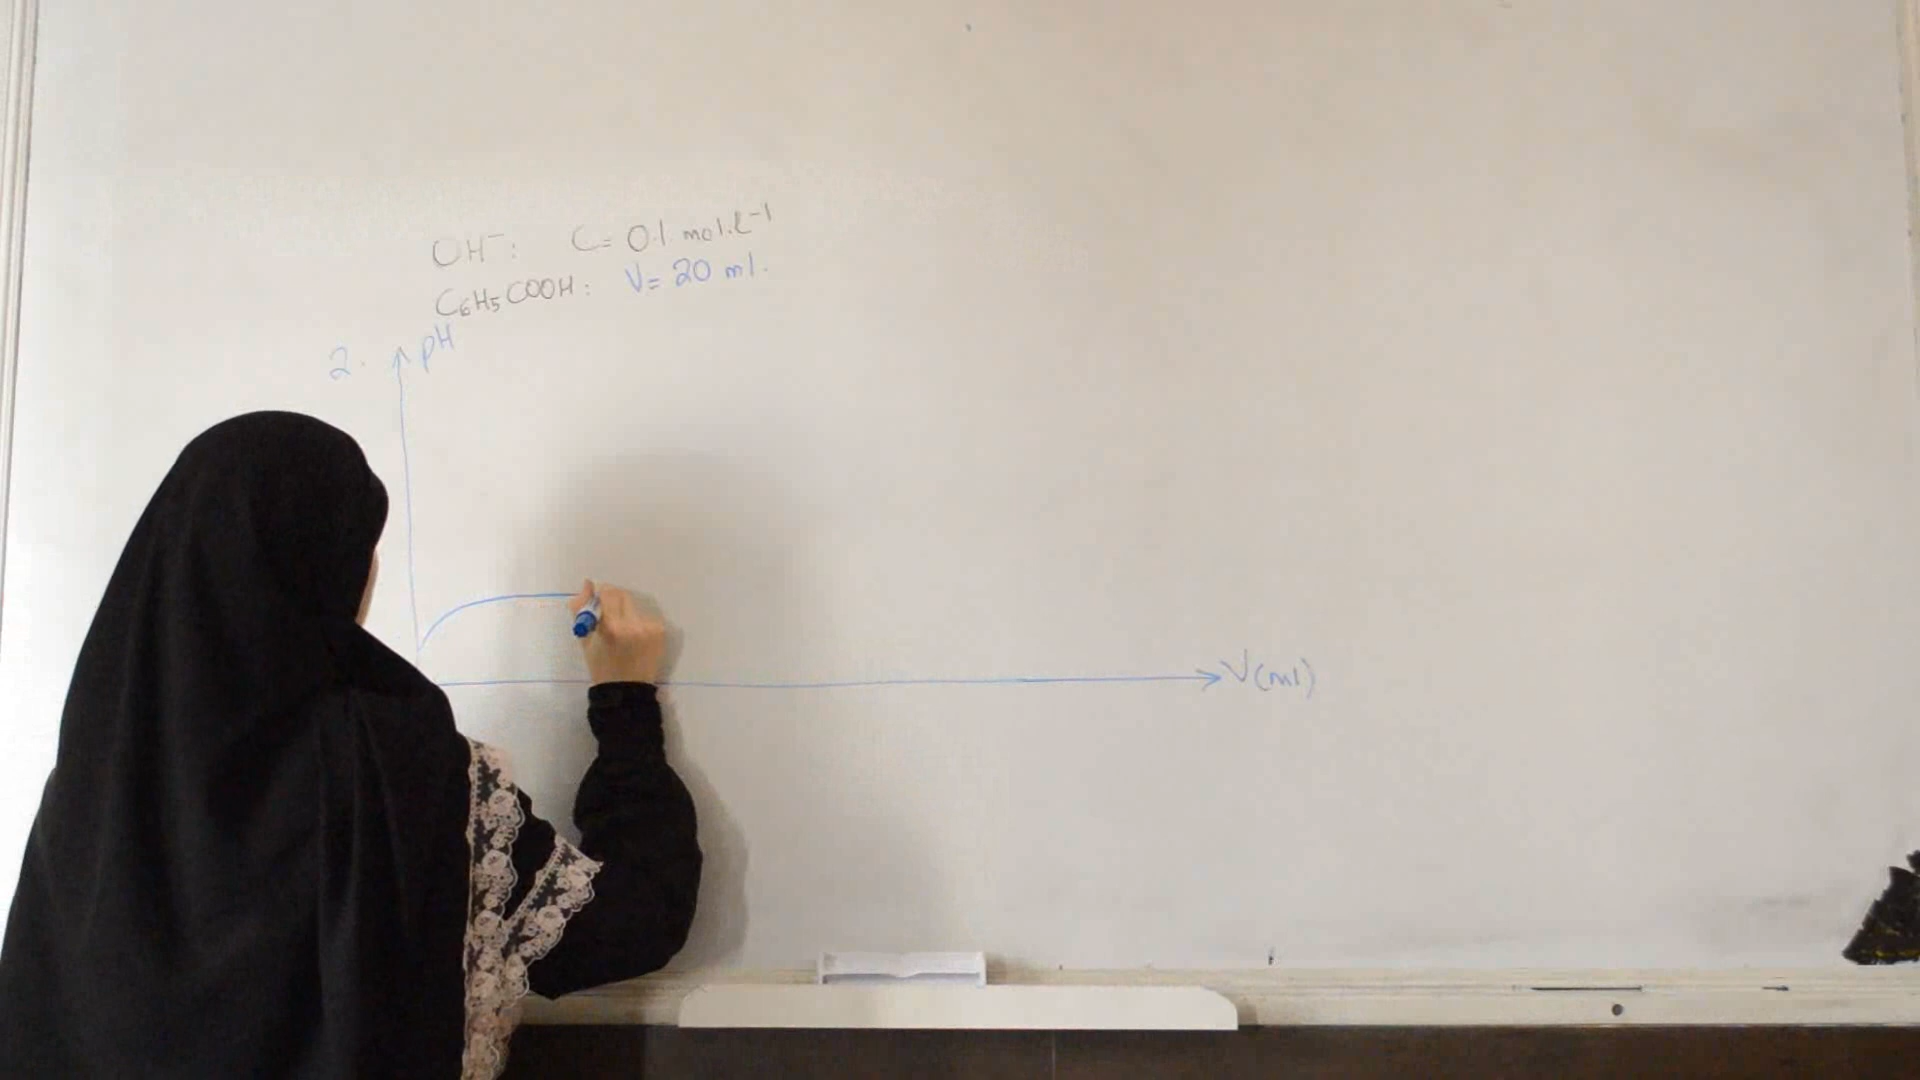 OH⁻: C= 0.1 mol.l⁻¹
C₆H₅COOH: V= 20 ml.
2. pH
V(ml)